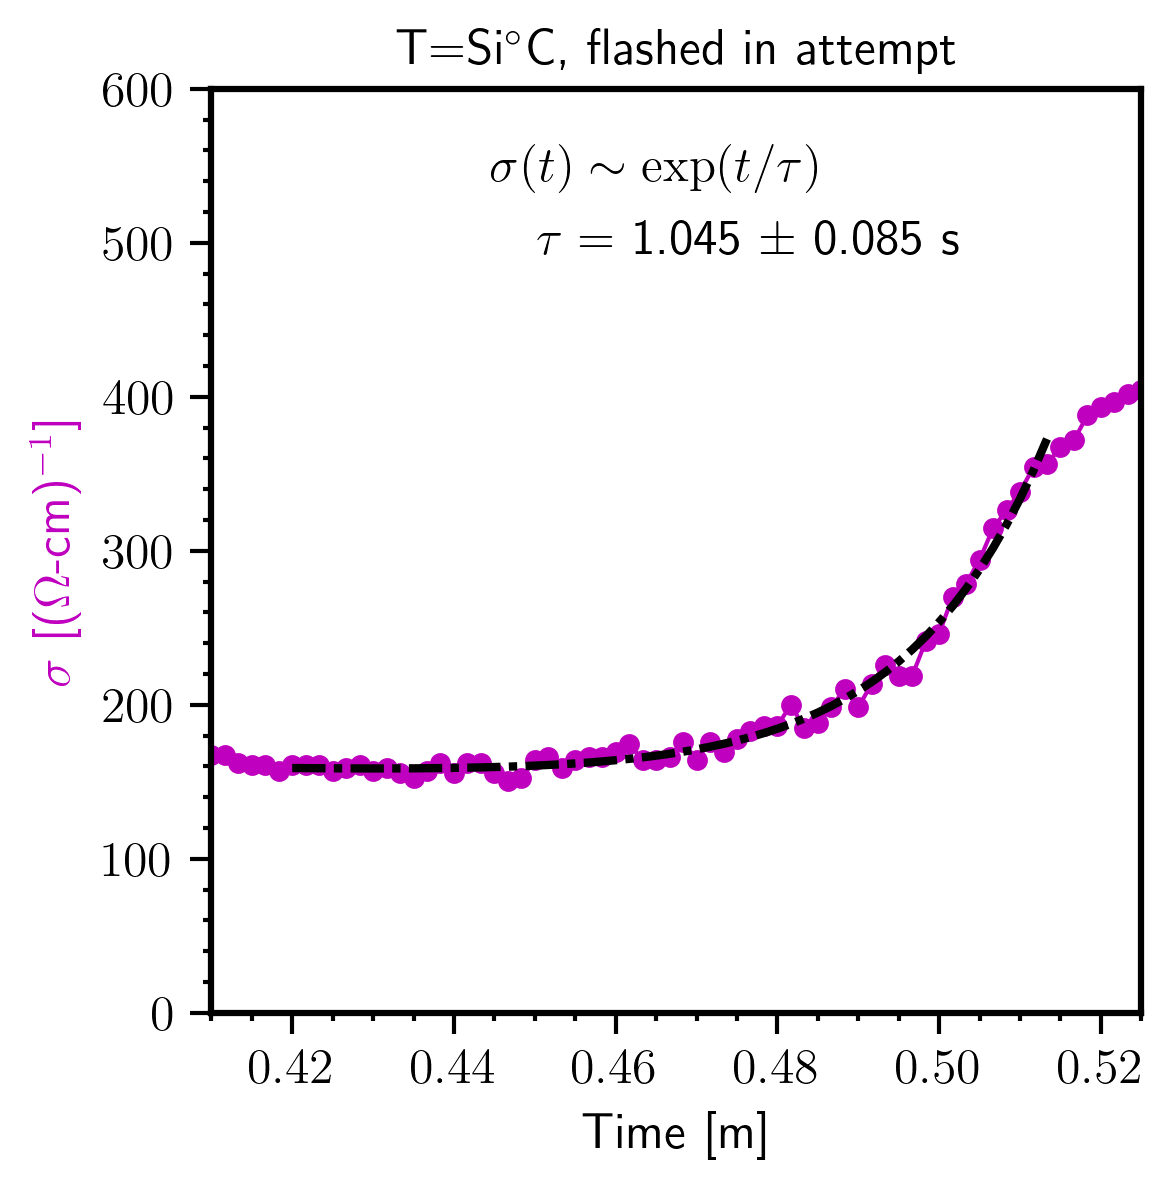 T=Si°C, flashed in attempt
600
σ(t) ∼ exp(t/τ)
τ = 1.045 ± 0.085 s
500
400
300
200
100
0
σ [(Ω-cm)⁻¹]
0.42 0.44 0.46 0.48 0.50 0.52
Time [m]